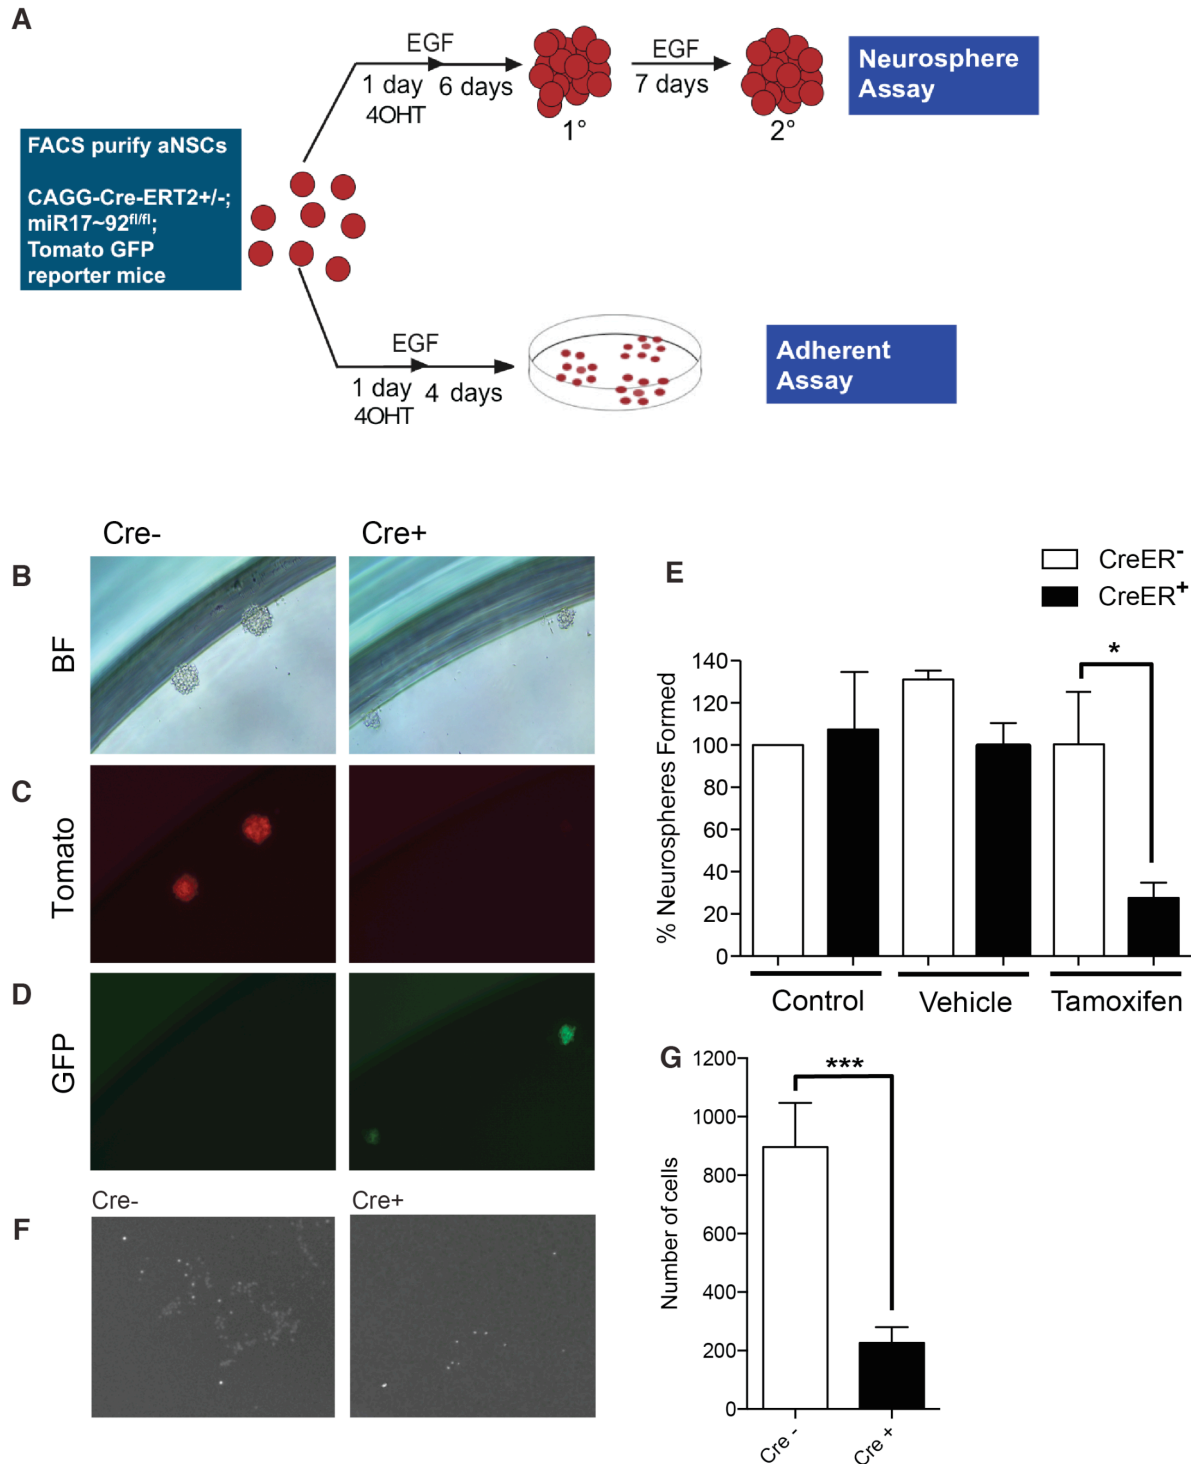 A
EGF
1 day
6 days
4OHT
1°
EGF
7 days
2°
Neurosphere
Assay
FACS purify aNSCs
CAGG-Cre-ERT2+/-;
miR17~92fl/fl;
Tomato GFP
reporter mice
EGF
1 day
4 days
4OHT
Adherent
Assay
Cre-
Cre+
B
BF
C
Tomato
D
GFP
E
CreER-
CreER+
% Neurospheres Formed
140
120
100
80
60
40
20
0
*
Control
Vehicle
Tamoxifen
F
Cre-
Cre+
G
Number of cells
1200
1000
800
600
400
200
0
***
Cre -
Cre +